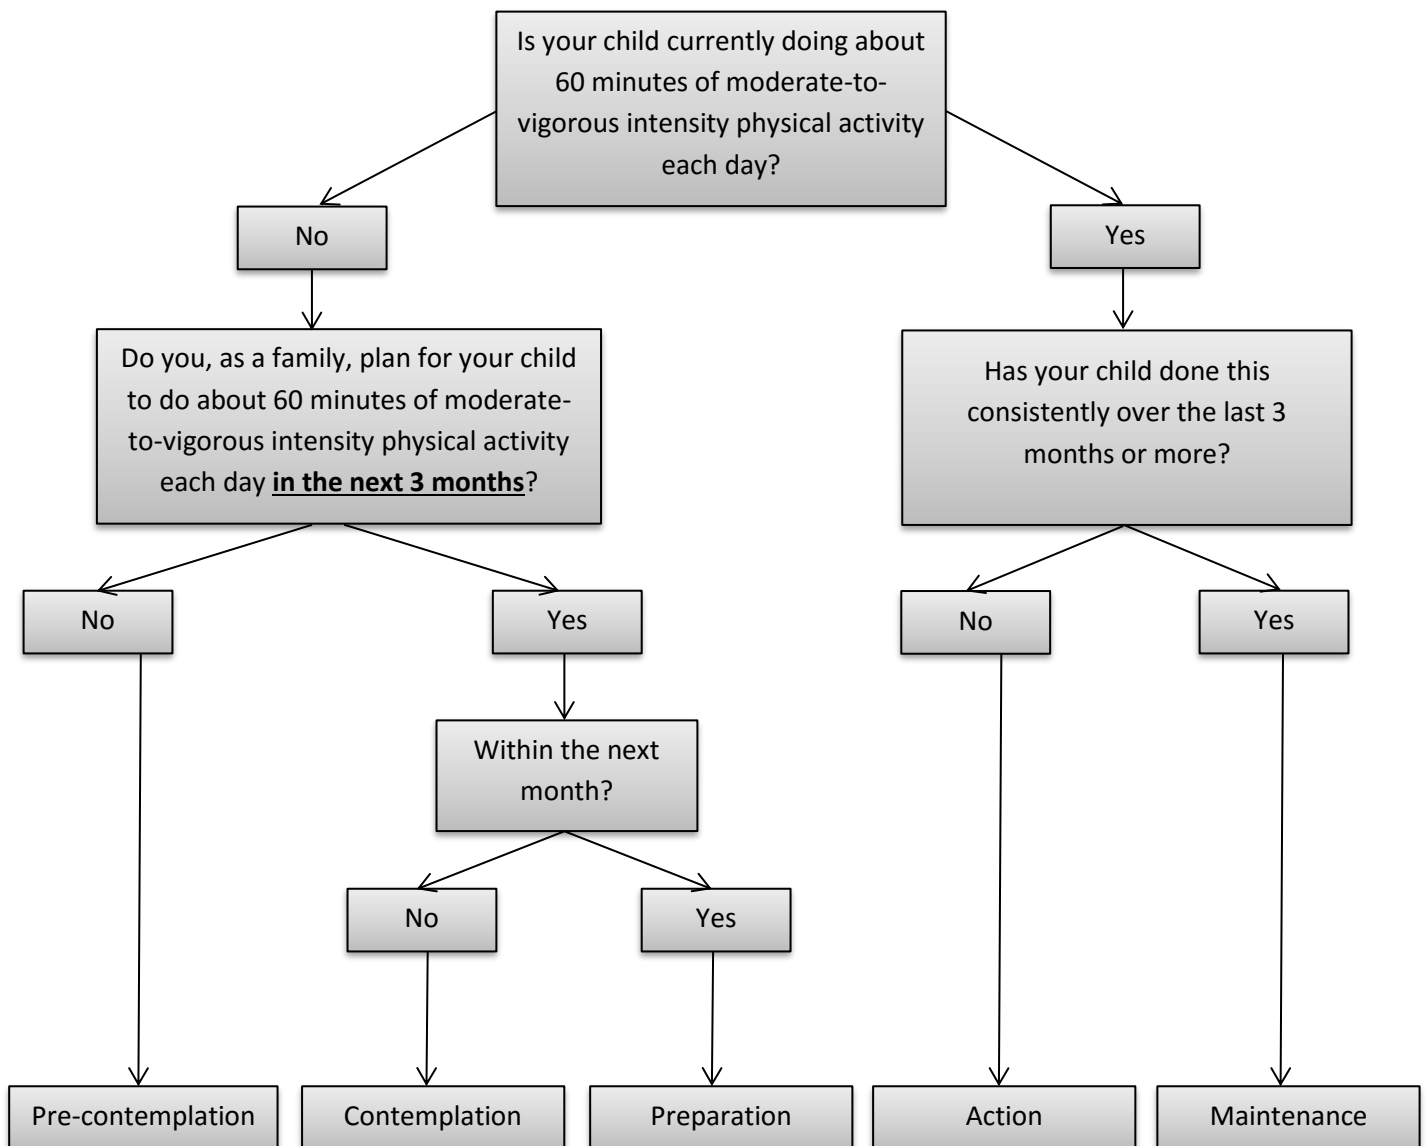 Is your child currently doing about
60 minutes of moderate-to-
vigorous intensity physical activity
each day?
No
Yes
Do you, as a family, plan for your child
to do about 60 minutes of moderate-
to-vigorous intensity physical activity
each day in the next 3 months?
Has your child done this
consistently over the last 3
months or more?
No
Yes
No
Yes
Within the next
month?
No
Yes
Pre-contemplation
Contemplation
Preparation
Action
Maintenance